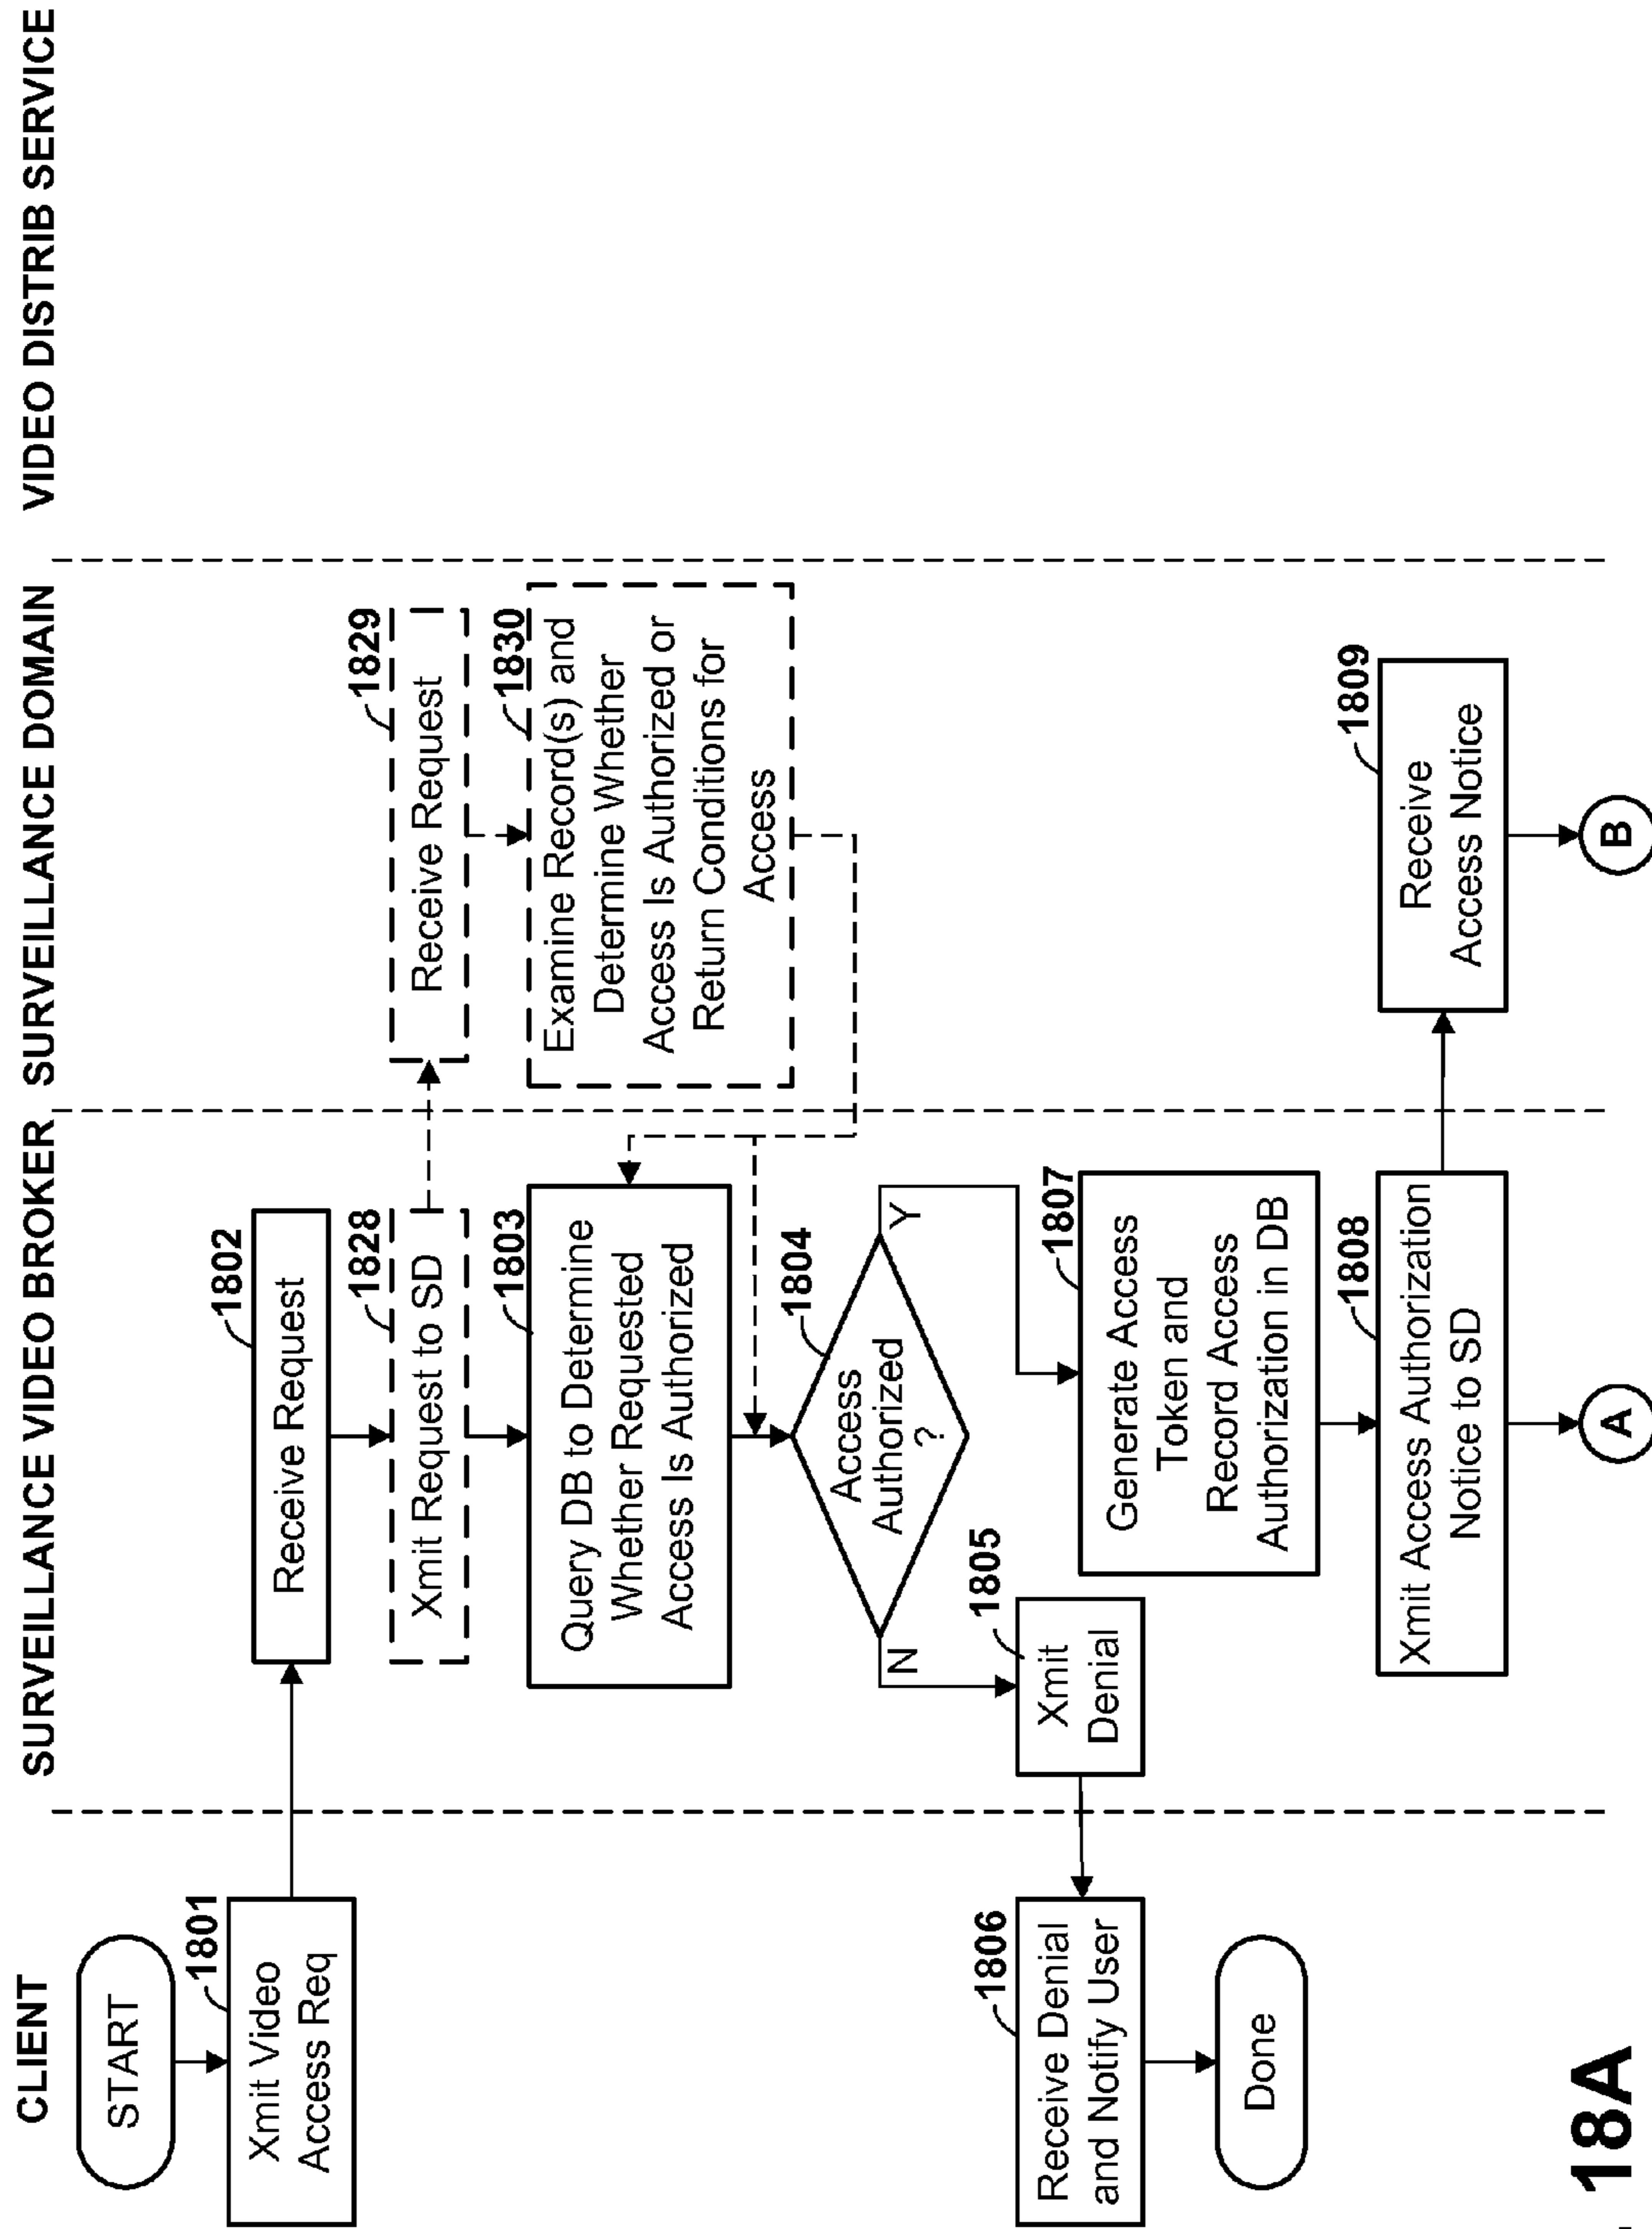 CLIENT
SURVEILLANCE VIDEO BROKER
SURVEILLANCE DOMAIN
VIDEO DISTRIB SERVICE
START
1801
Xmit Video
Access Req
1802
Receive Request
1828
Xmit Request to SD
1829
Receive Request
1803
Query DB to Determine
Whether Requested
Access Is Authorized
1830
Examine Record(s) and
Determine Whether
Access Is Authorized or
Return Conditions for
Access
1804
Access
Authorized
?
N
Y
1805
Xmit
Denial
1806
Receive Denial
and Notify User
Done
1807
Generate Access
Token and
Record Access
Authorization in DB
1808
Xmit Access Authorization
Notice to SD
1809
Receive
Access Notice
A
B
18A